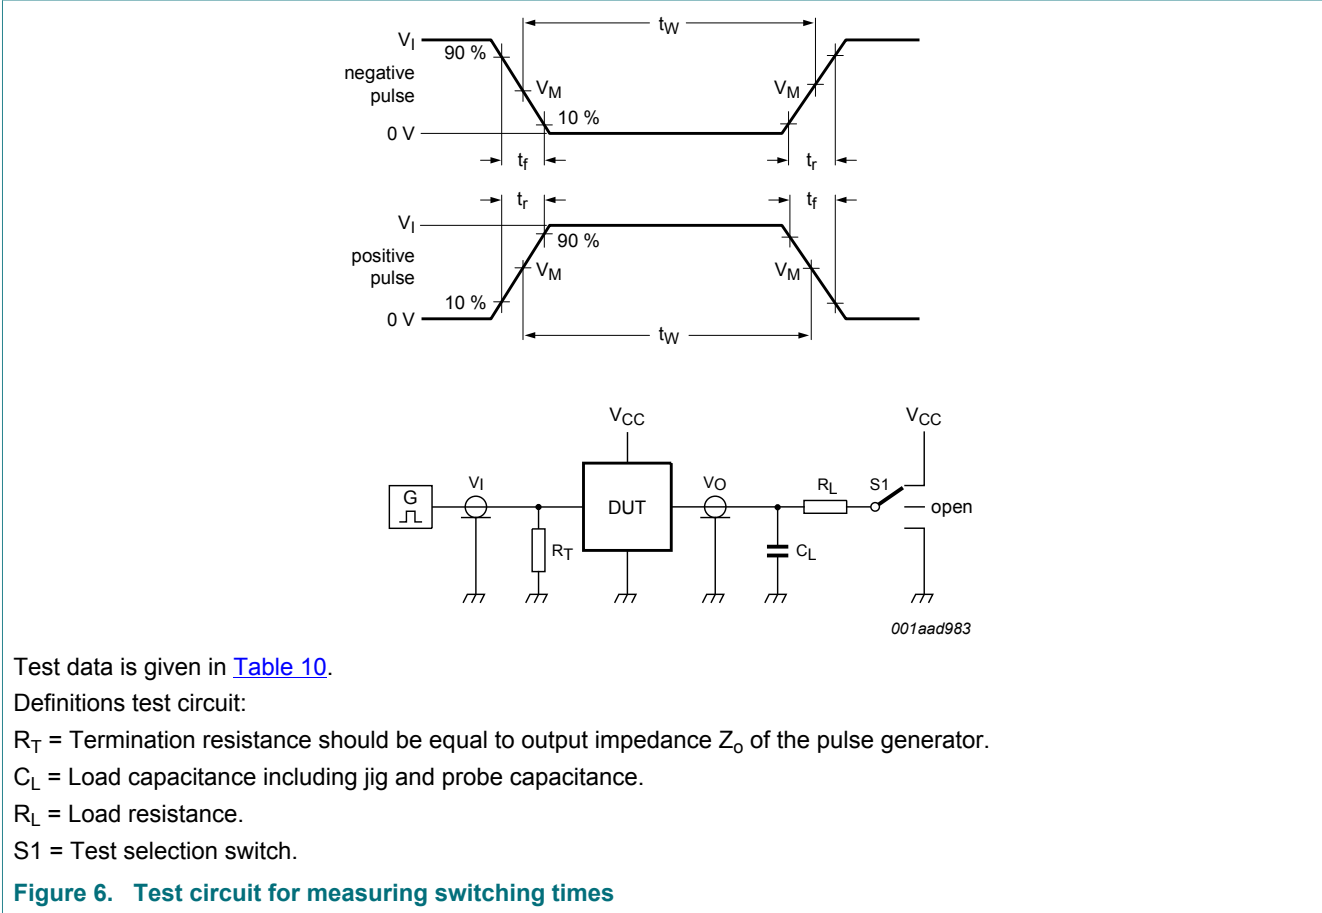 tW
VI
90 %
negative
pulse
VM
VM
10 %
0 V
tf
tr
tr
tf
VI
90 %
positive
pulse
VM
VM
10 %
0 V
tW
VCC
VCC
G
VI
DUT
VO
RL
S1
open
RT
CL
001aad983
Test data is given in Table 10.
Definitions test circuit:
RT = Termination resistance should be equal to output impedance Zo of the pulse generator.
CL = Load capacitance including jig and probe capacitance.
RL = Load resistance.
S1 = Test selection switch.
Figure 6. Test circuit for measuring switching times